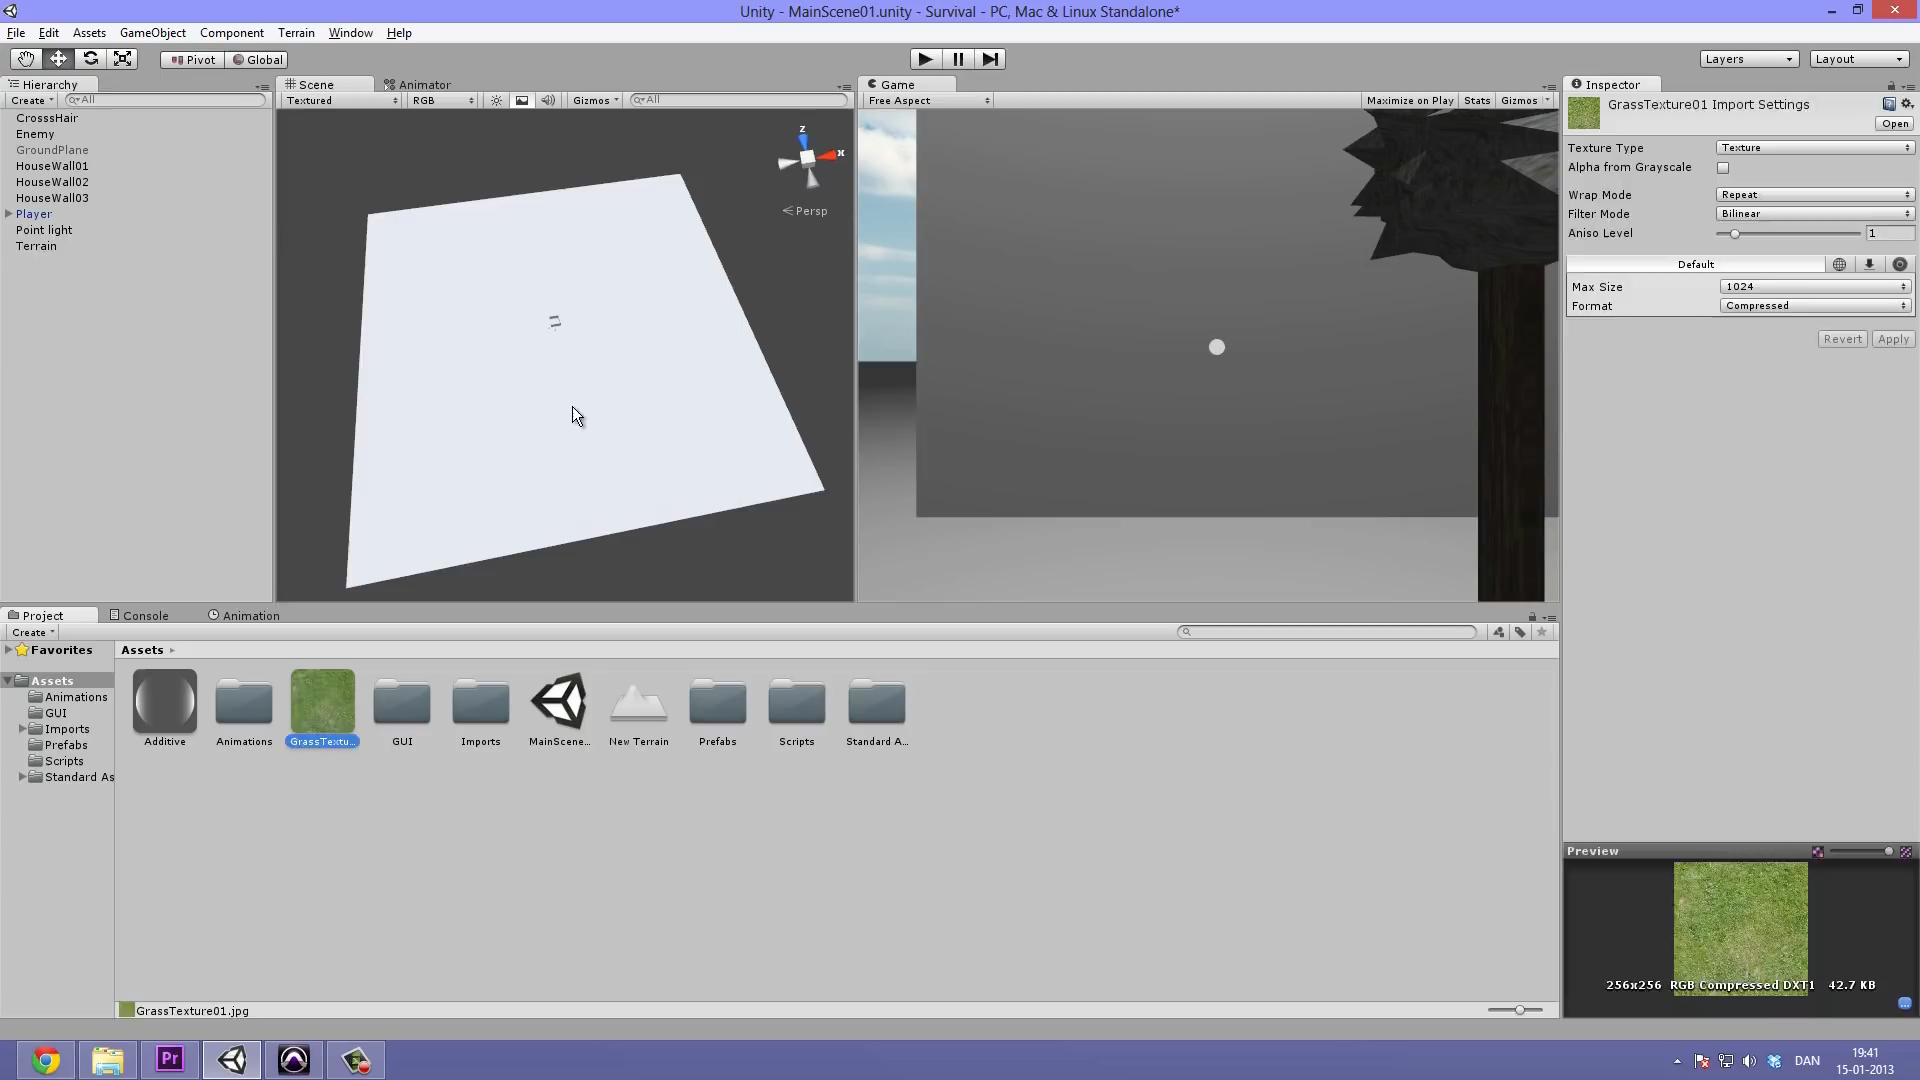 Unity - MainScene01.unity - Survival - PC, Mac & Linux Standalone*
File Edit Assets GameObject Component Terrain Window Help
Pivot Global Layers Layout
Hierarchy
Create All
CrosssHair
Enemy
GroundPlane
HouseWall01
HouseWall02
HouseWall03
Player
Point light
Terrain
Scene Animator
Textured RGB Gizmos All
z
x
Persp
Game
Free Aspect Maximize on Play Stats Gizmos
Inspector
GrassTexture01 Import Settings
Open
Texture Type Texture
Alpha from Grayscale
Wrap Mode Repeat
Filter Mode Bilinear
Aniso Level 1
Default
Max Size 1024
Format Compressed
Revert Apply
Project Console Animation
Create
Favorites
Assets
Animations
GUI
Imports
Prefabs
Scripts
Standard As
Assets
Additive Animations GrassTextu... GUI Imports MainScene... New Terrain Prefabs Scripts Standard A...
GrassTexture01.jpg
Preview
256x256 RGB Compressed DXT1 42.7 KB
Pr
DAN
19:41
15-01-2013